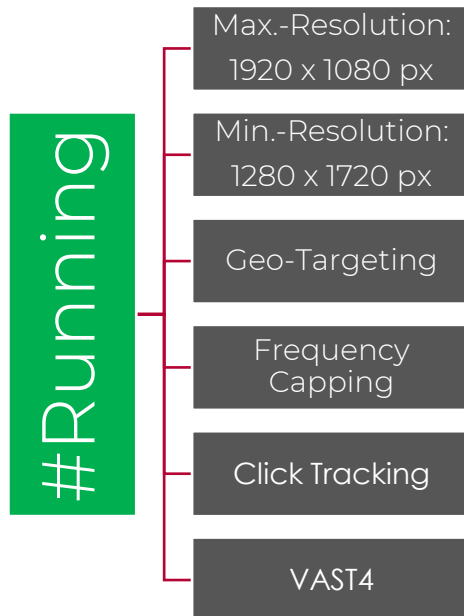 #Running
Max.-Resolution:
1920 x 1080 px
Min.-Resolution:
1280 x 1720 px
Geo-Targeting
Frequency
Capping
Click Tracking
VAST4